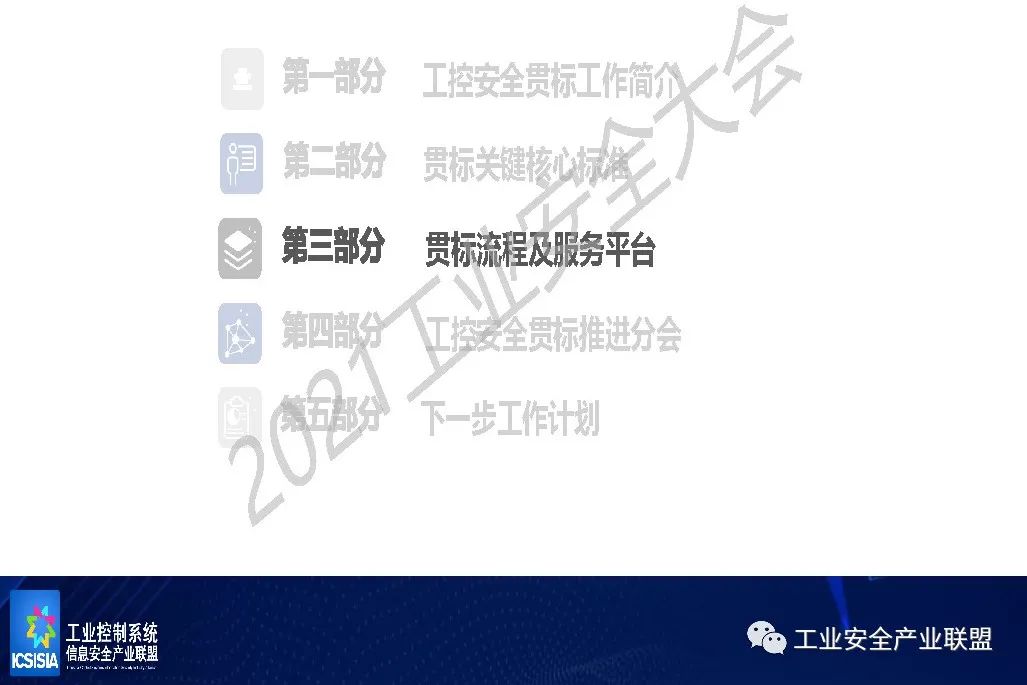 第一部分 工控安全贯标工作简介
第二部分 贯标关键核心标准
第三部分 贯标流程及服务平台
第四部分 工控安全贯标推进分会
第五部分 下一步工作计划
2021工业安全大会
ICSISIA
工业控制系统
信息安全产业联盟
工业安全产业联盟